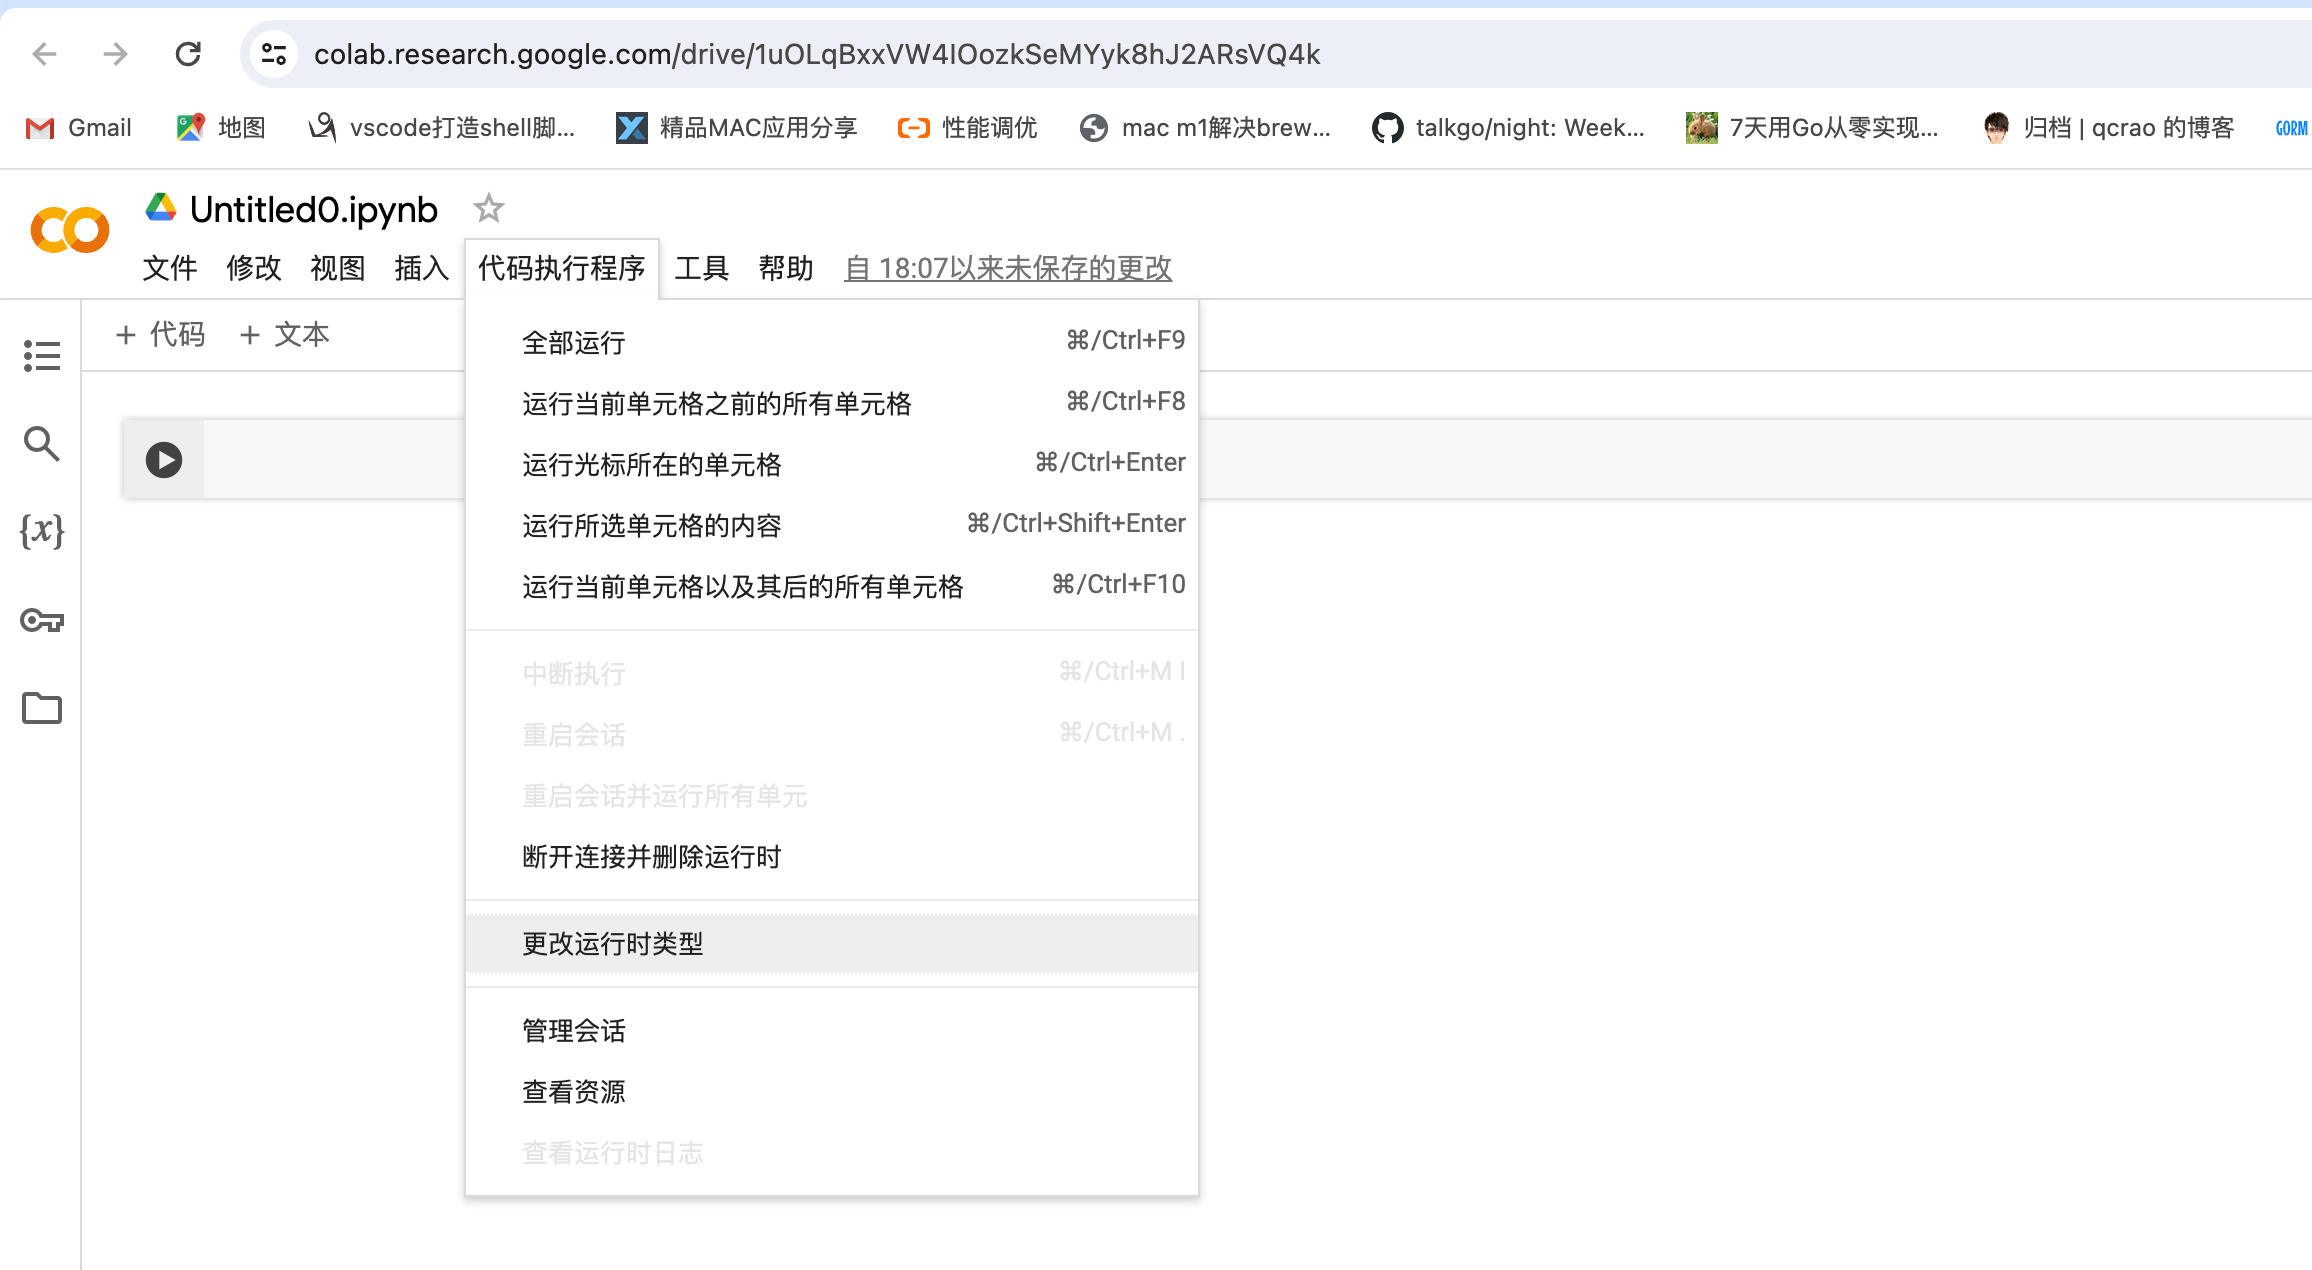 colab.research.google.com/drive/1uOLqBxxVW4IOozkSeMYyk8hJ2ARsVQ4k
Gmail 地图 vscode打造shell脚... 精品MAC应用分享 性能调优 mac m1解决brew... talkgo/night: Week... 7天用Go从零实现... 归档 | qcrao 的博客 GORM
Untitled0.ipynb
文件 修改 视图 插入 代码执行程序 工具 帮助 自 18:07以来未保存的更改
+ 代码 + 文本
全部运行 ⌘/Ctrl+F9
运行当前单元格之前的所有单元格 ⌘/Ctrl+F8
运行光标所在的单元格 ⌘/Ctrl+Enter
运行所选单元格的内容 ⌘/Ctrl+Shift+Enter
{x}
运行当前单元格以及其后的所有单元格 ⌘/Ctrl+F10
中断执行 ⌘/Ctrl+M I
重启会话 ⌘/Ctrl+M .
重启会话并运行所有单元
断开连接并删除运行时
更改运行时类型
管理会话
查看资源
查看运行时日志